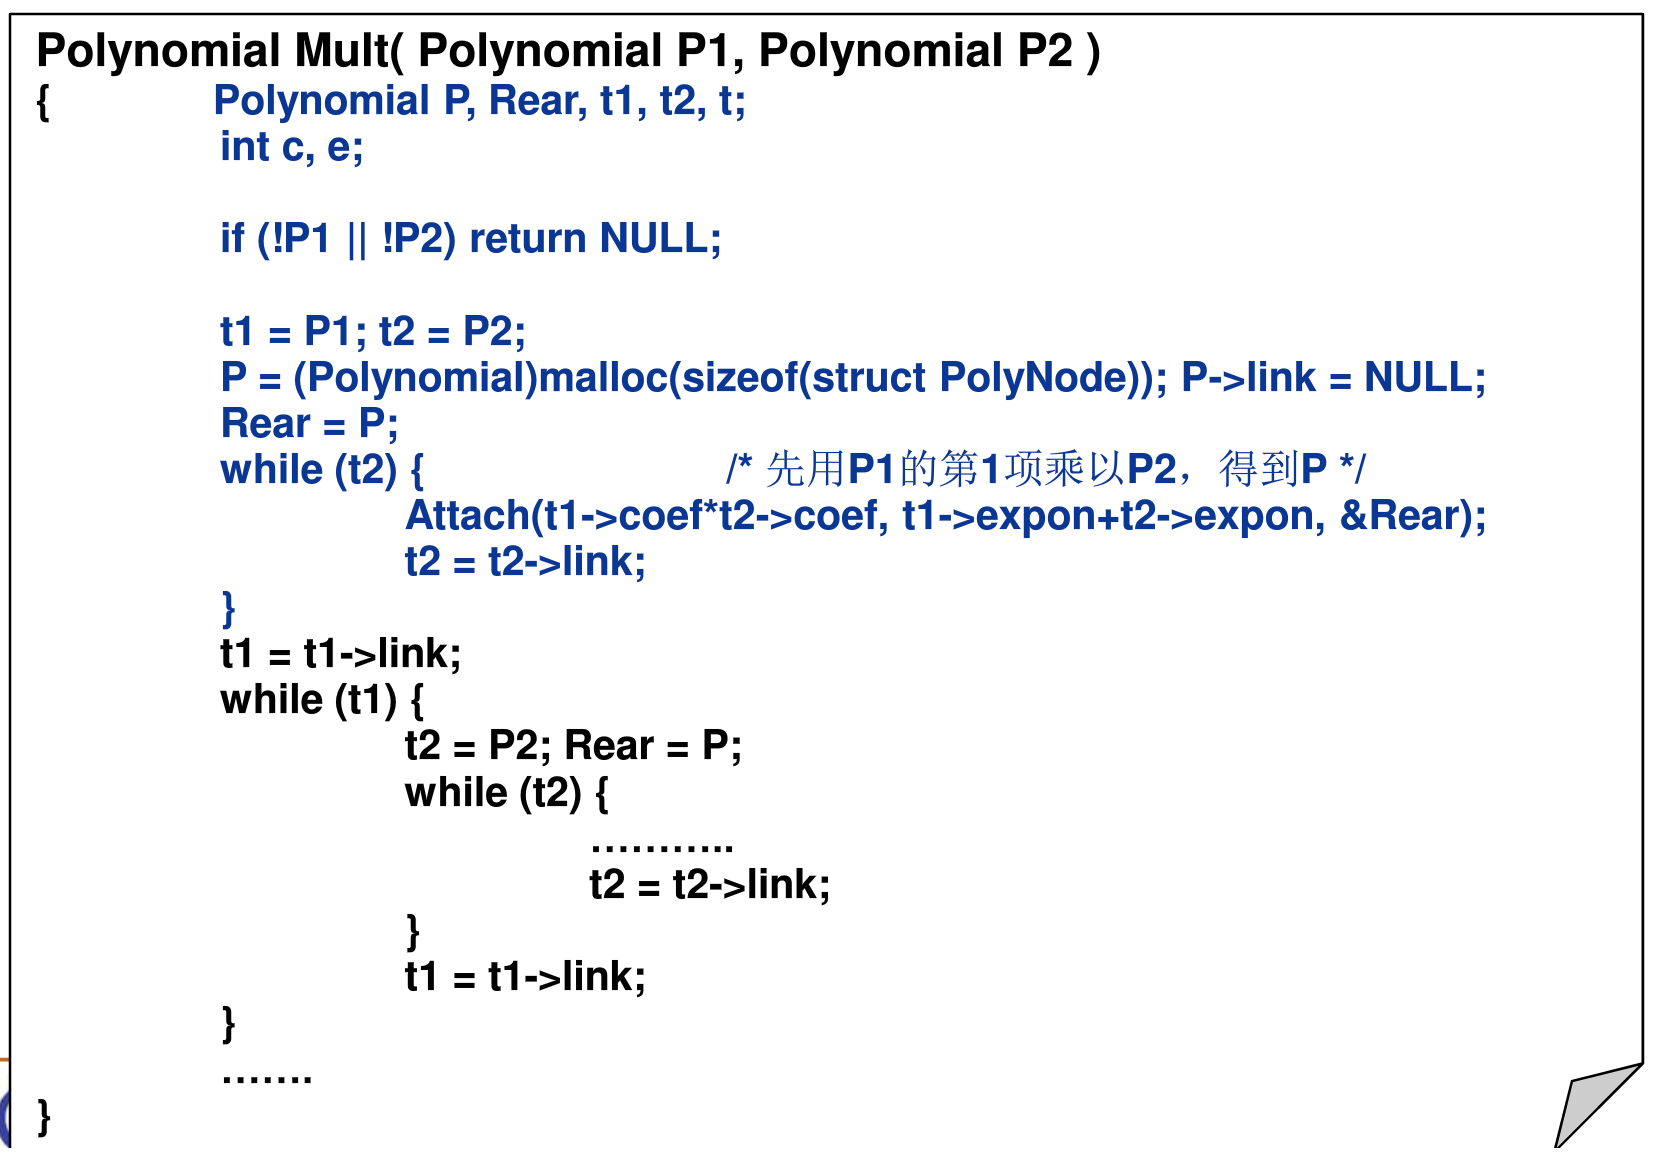 Polynomial Mult( Polynomial P1, Polynomial P2 )
{ Polynomial P, Rear, t1, t2, t;
int c, e;
if (!P1 || !P2) return NULL;
t1 = P1; t2 = P2;
P = (Polynomial)malloc(sizeof(struct PolyNode)); P->link = NULL;
Rear = P;
while (t2) { /* 先用P1的第1项乘以P2，得到P */
Attach(t1->coef*t2->coef, t1->expon+t2->expon, &Rear);
t2 = t2->link;
}
t1 = t1->link;
while (t1) {
t2 = P2; Rear = P;
while (t2) {
………..
t2 = t2->link;
}
t1 = t1->link;
}
…….
}